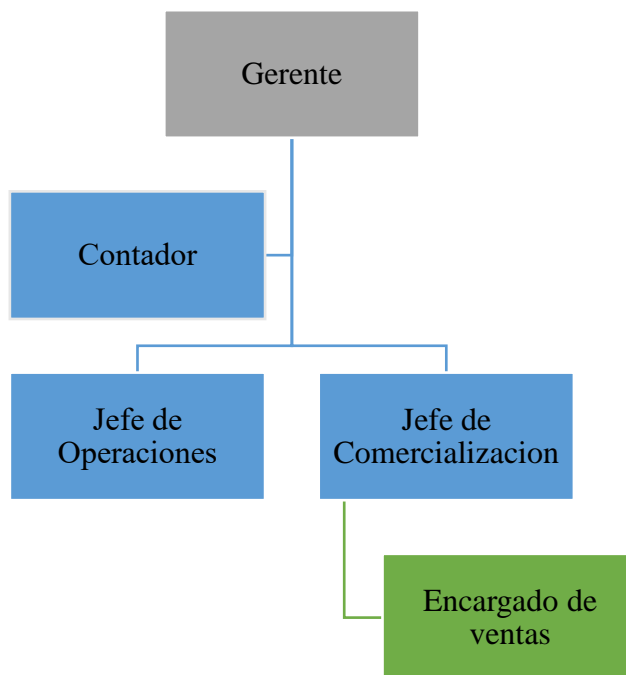 Gerente
Contador
Jefe de
Operaciones
Jefe de
Comercializacion
Encargado de
ventas